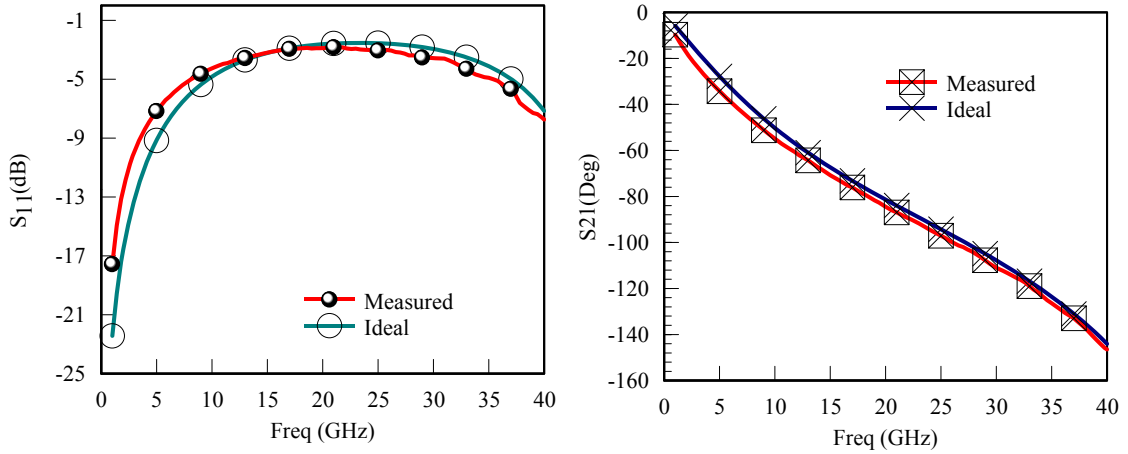 -1
-5
-9
-13
-17
-21
-25
S11(dB)
Measured
Ideal
0 5 10 15 20 25 30 35 40
Freq (GHz)
0
-20
-40
-60
-80
-100
-120
-140
-160
S21(Deg)
Measured
Ideal
0 5 10 15 20 25 30 35 40
Freq (GHz)